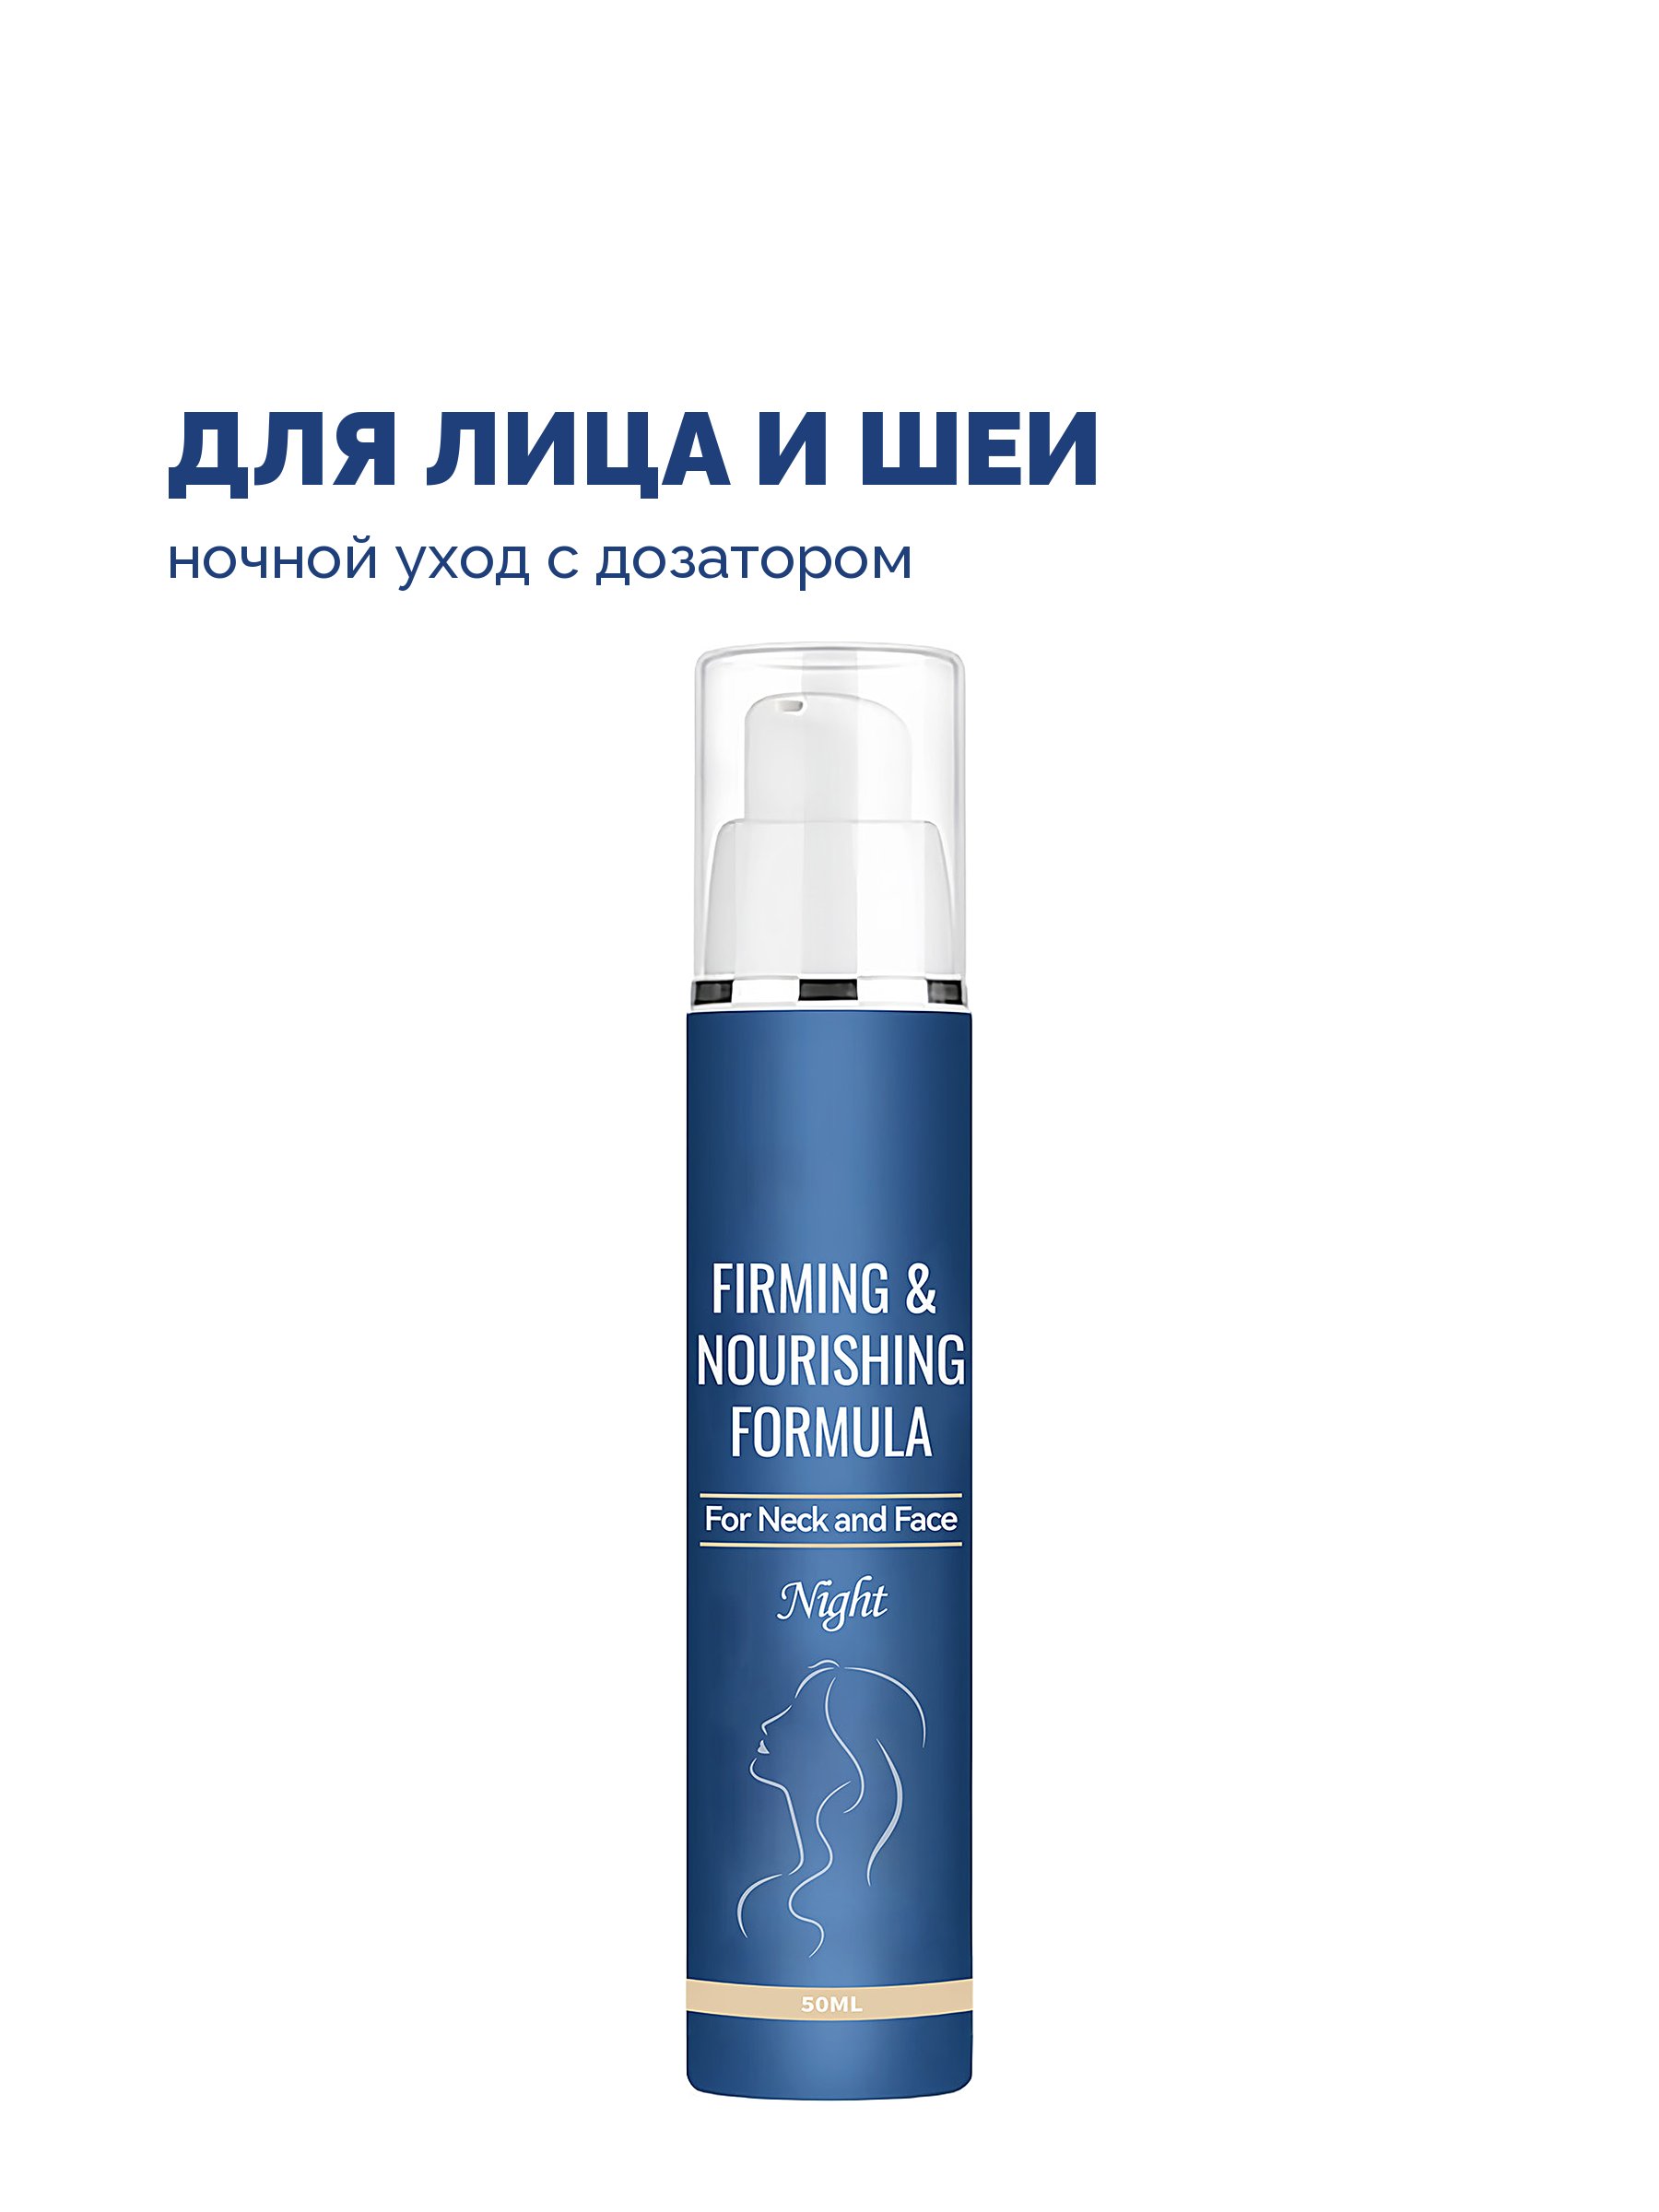 ДЛЯ ЛИЦА И ШЕИ
ночной уход с дозатором
FIRMING &
NOURISHING
FORMULA
For Neck and Face
Night
50ML